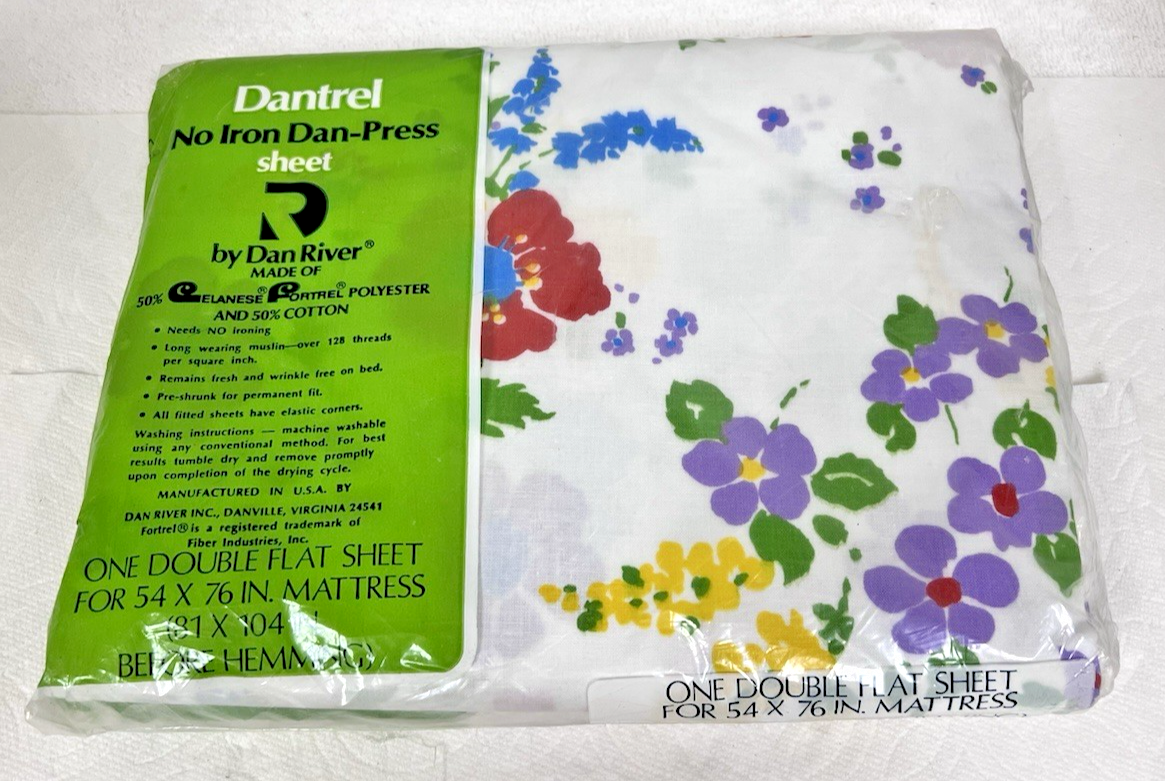 Dantrel
No Iron Dan-Press
sheet
by Dan River®
MADE OF
50% CELANESE® FORTREL® POLYESTER
AND 50% COTTON
• Needs NO ironing
• Long wearing muslin—over 128 threads
per square inch.
• Remains fresh and wrinkle free on bed.
• Pre-shrunk for permanent fit.
• All fitted sheets have elastic corners.
Washing instructions — machine washable
using any conventional method. For best
results tumble dry and remove promptly
upon completion of the drying cycle.
MANUFACTURED IN U.S.A. BY
DAN RIVER INC., DANVILLE, VIRGINIA 24541
Fortrel® is a registered trademark of
Fiber Industries, Inc.
ONE DOUBLE FLAT SHEET
FOR 54 X 76 IN. MATTRESS
(81 X 104
BEFORE HEMMING)
ONE DOUBLE FLAT SHEET
FOR 54 X 76 IN. MATTRESS